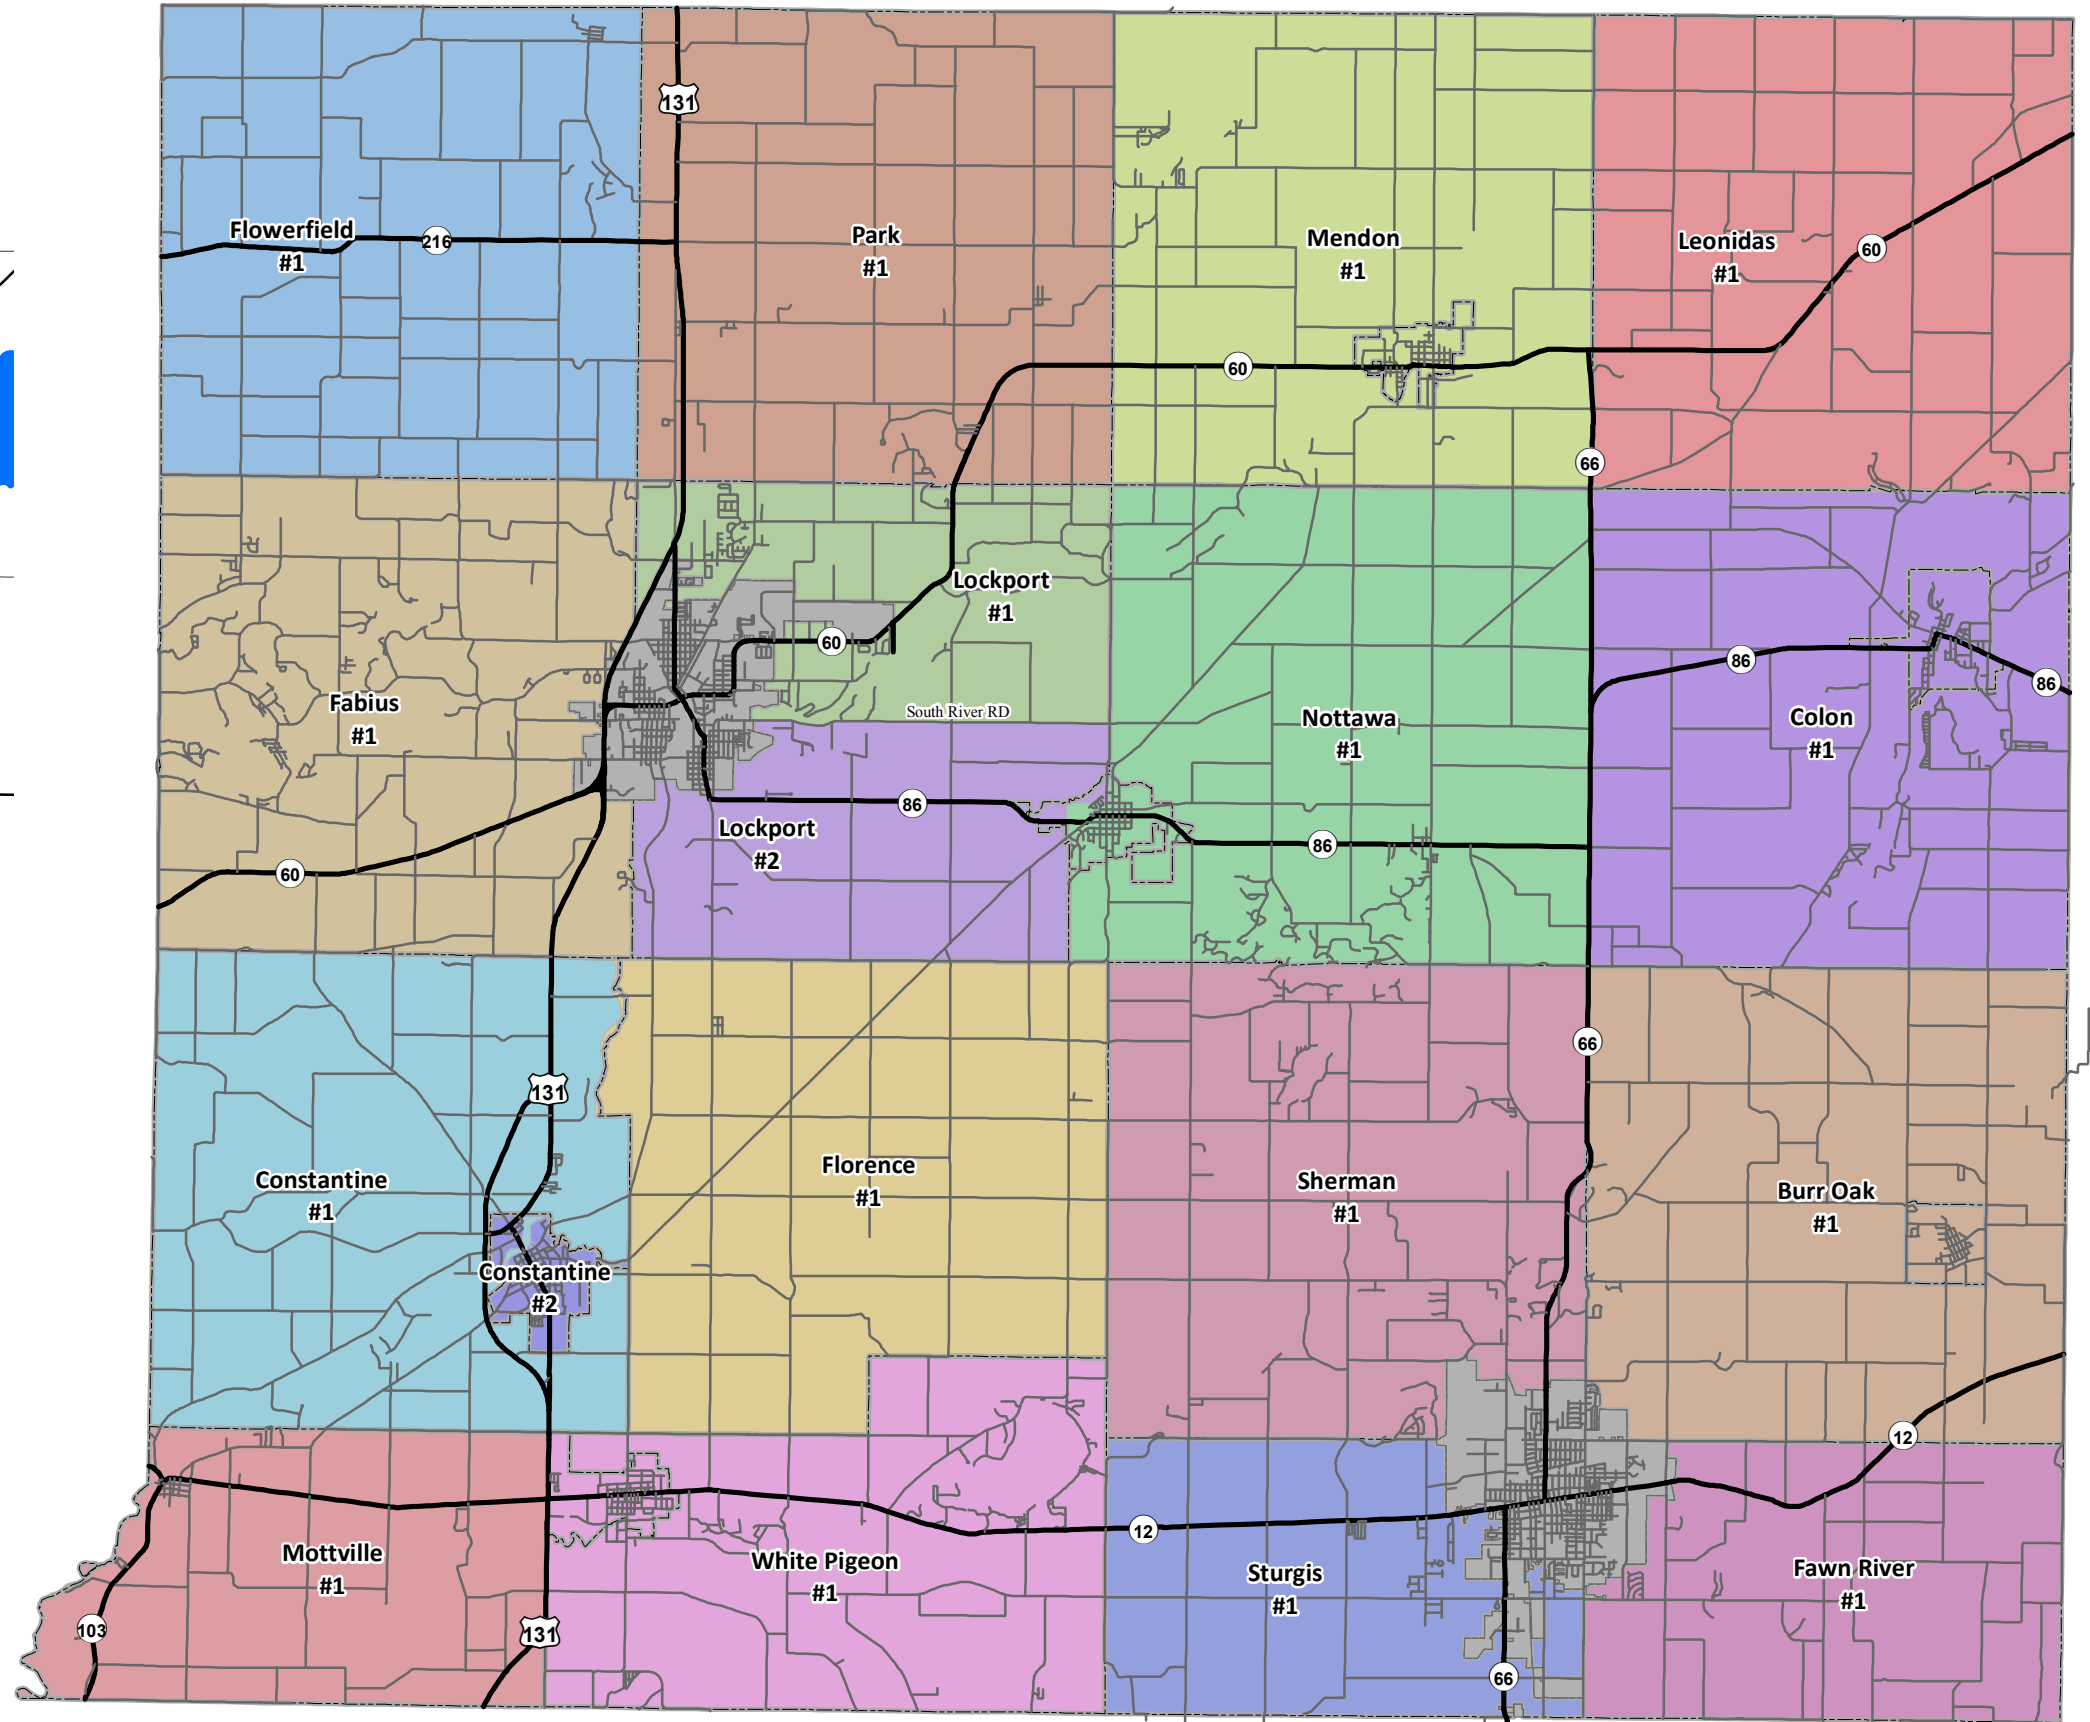 131
Flowerfield
#1
216
Park
#1
Mendon
#1
Leonidas
#1
60
60
66
Lockport
#1
60
Fabius
#1
South River RD
Nottawa
#1
86
86
Colon
#1
86
Lockport
#2
86
60
66
131
Constantine
#1
Florence
#1
Sherman
#1
Burr Oak
#1
Constantine
#2
12
12
Mottville
#1
White Pigeon
#1
Sturgis
#1
Fawn River
#1
103
131
66